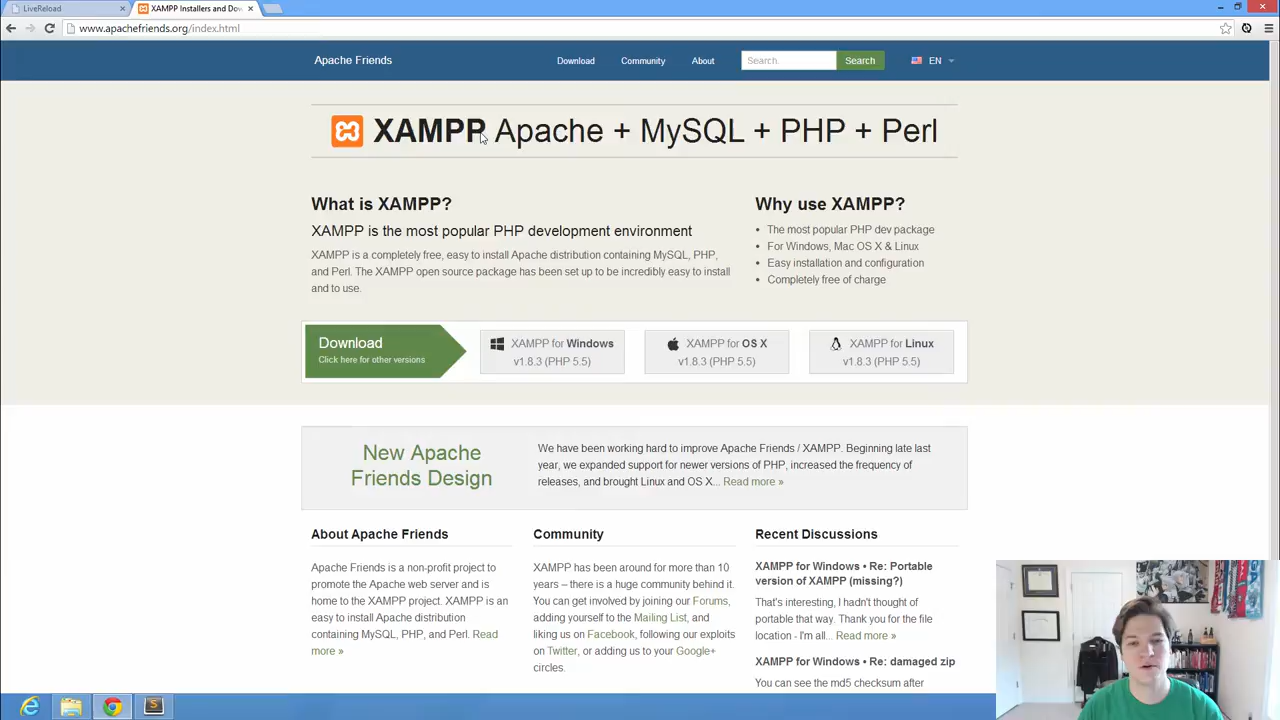 LiveReload
XAMPP Installers and Dow
www.apachefriends.org/index.html
Apache Friends
Download
Community
About
Search.
Search
EN
XAMPP Apache + MySQL + PHP + Perl
What is XAMPP?
XAMPP is the most popular PHP development environment
XAMPP is a completely free, easy to install Apache distribution containing MySQL, PHP,
and Perl. The XAMPP open source package has been set up to be incredibly easy to install
and to use.
Why use XAMPP?
The most popular PHP dev package
For Windows, Mac OS X & Linux
Easy installation and configuration
Completely free of charge
Download
Click here for other versions
XAMPP for Windows
v1.8.3 (PHP 5.5)
XAMPP for OS X
v1.8.3 (PHP 5.5)
XAMPP for Linux
v1.8.3 (PHP 5.5)
New Apache
Friends Design
We have been working hard to improve Apache Friends / XAMPP. Beginning late last
year, we expanded support for newer versions of PHP, increased the frequency of
releases, and brought Linux and OS X... Read more »
About Apache Friends
Apache Friends is a non-profit project to
promote the Apache web server and is
home to the XAMPP project. XAMPP is an
easy to install Apache distribution
containing MySQL, PHP, and Perl. Read
more »
Community
XAMPP has been around for more than 10
years – there is a huge community behind it.
You can get involved by joining our Forums,
adding yourself to the Mailing List, and
liking us on Facebook, following our exploits
on Twitter, or adding us to your Google+
circles.
Recent Discussions
XAMPP for Windows • Re: Portable
version of XAMPP (missing?)
That's interesting, I hadn't thought of
portable that way. Thank you for the file
location - I'm all... Read more »
XAMPP for Windows • Re: damaged zip
You can see the md5 checksum after